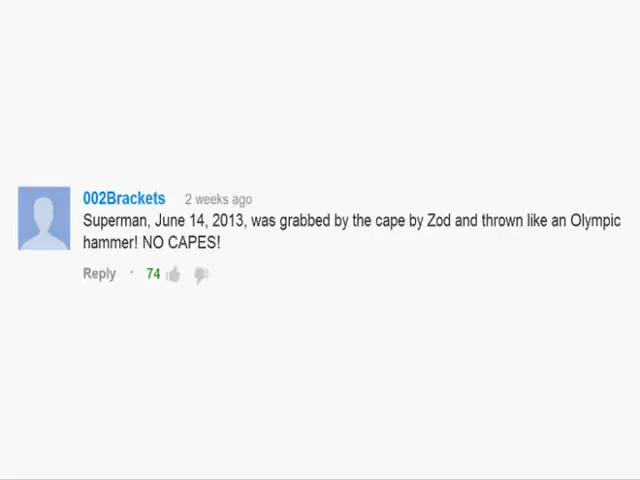 002Brackets 2 weeks ago
Superman, June 14, 2013, was grabbed by the cape by Zod and thrown like an Olympic
hammer! NO CAPES!
Reply · 74